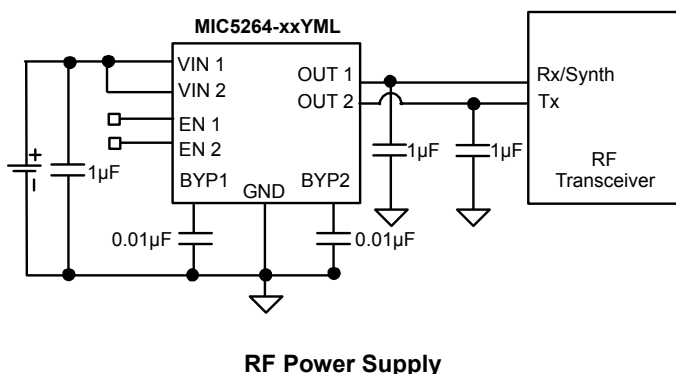 MIC5264-xxYML
VIN 1
VIN 2
EN 1
EN 2
BYP1
GND
BYP2
OUT 1
OUT 2
Rx/Synth
Tx
RF
Transceiver
+
-
1µF
1µF
1µF
0.01µF
0.01µF
RF Power Supply